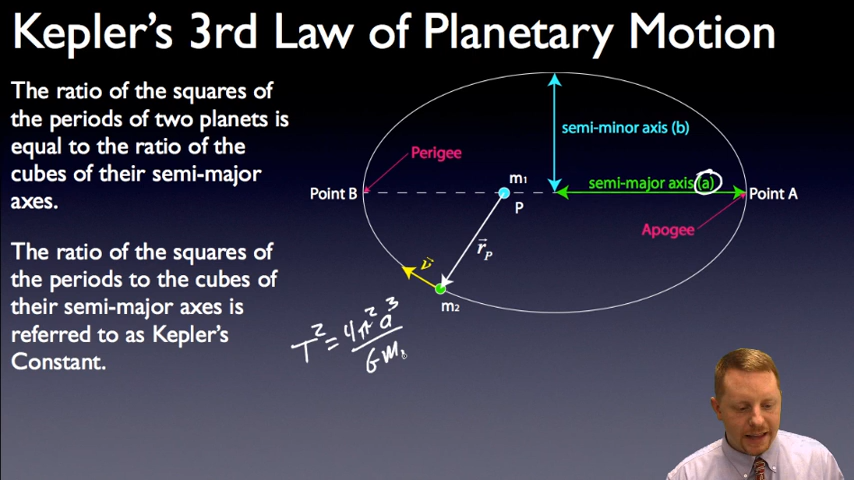 Kepler's 3rd Law of Planetary Motion
The ratio of the squares of
the periods of two planets is
equal to the ratio of the
cubes of their semi-major
axes.
The ratio of the squares of
the periods to the cubes of
their semi-major axes is
referred to as Kepler's
Constant.
semi-minor axis (b)
Perigee
m₁
semi-major axis (a)
Point B
Point A
P
Apogee
r⃗ₚ
v⃗
m₂
T² = 4π²a³
Gm